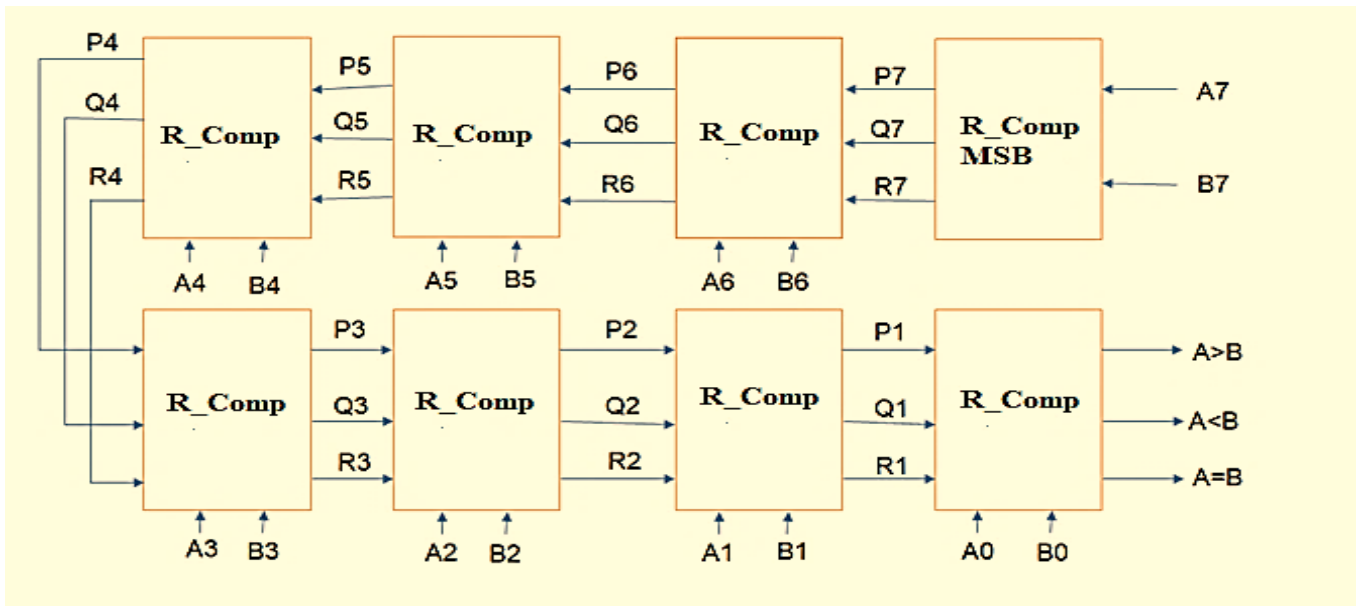 P4 P5 P6 P7 A7
Q4 Q5 Q6 Q7
R_Comp R_Comp R_Comp R_Comp
MSB
R4 R5 R6 R7 B7
A4 B4 A5 B5 A6 B6
P3 P2 P1 A>B
R_Comp Q3 R_Comp Q2 R_Comp Q1 R_Comp A<B
R3 R2 R1 A=B
A3 B3 A2 B2 A1 B1 A0 B0